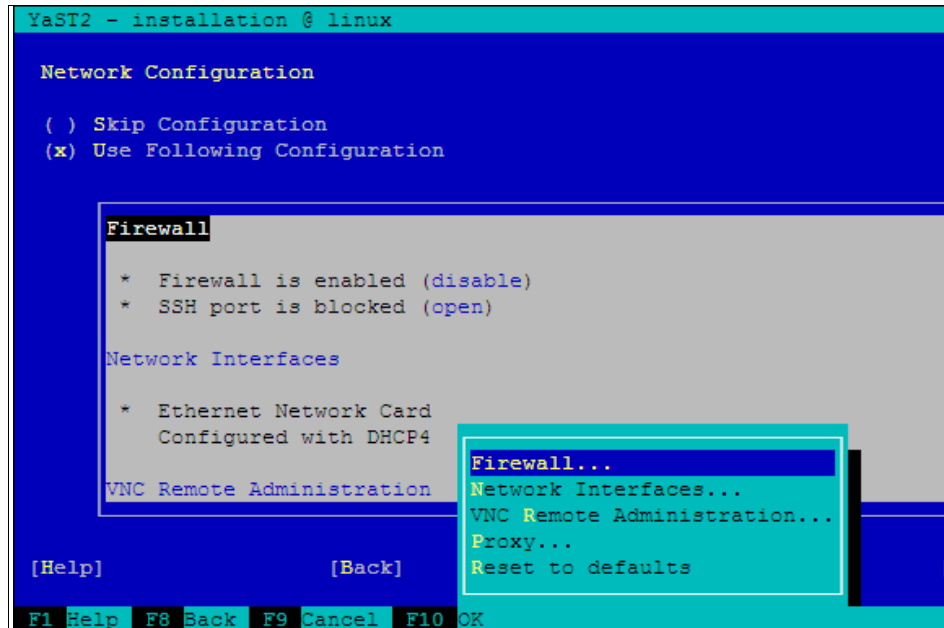 YaST2 - installation @ linux
Network Configuration
( ) Skip Configuration
(x) Use Following Configuration
Firewall
* Firewall is enabled (disable)
* SSH port is blocked (open)
Network Interfaces
* Ethernet Network Card
Configured with DHCP4
VNC Remote Administration
Firewall...
Network Interfaces...
VNC Remote Administration...
Proxy...
Reset to defaults
[Help] [Back]
F1 Help F8 Back F9 Cancel F10 OK